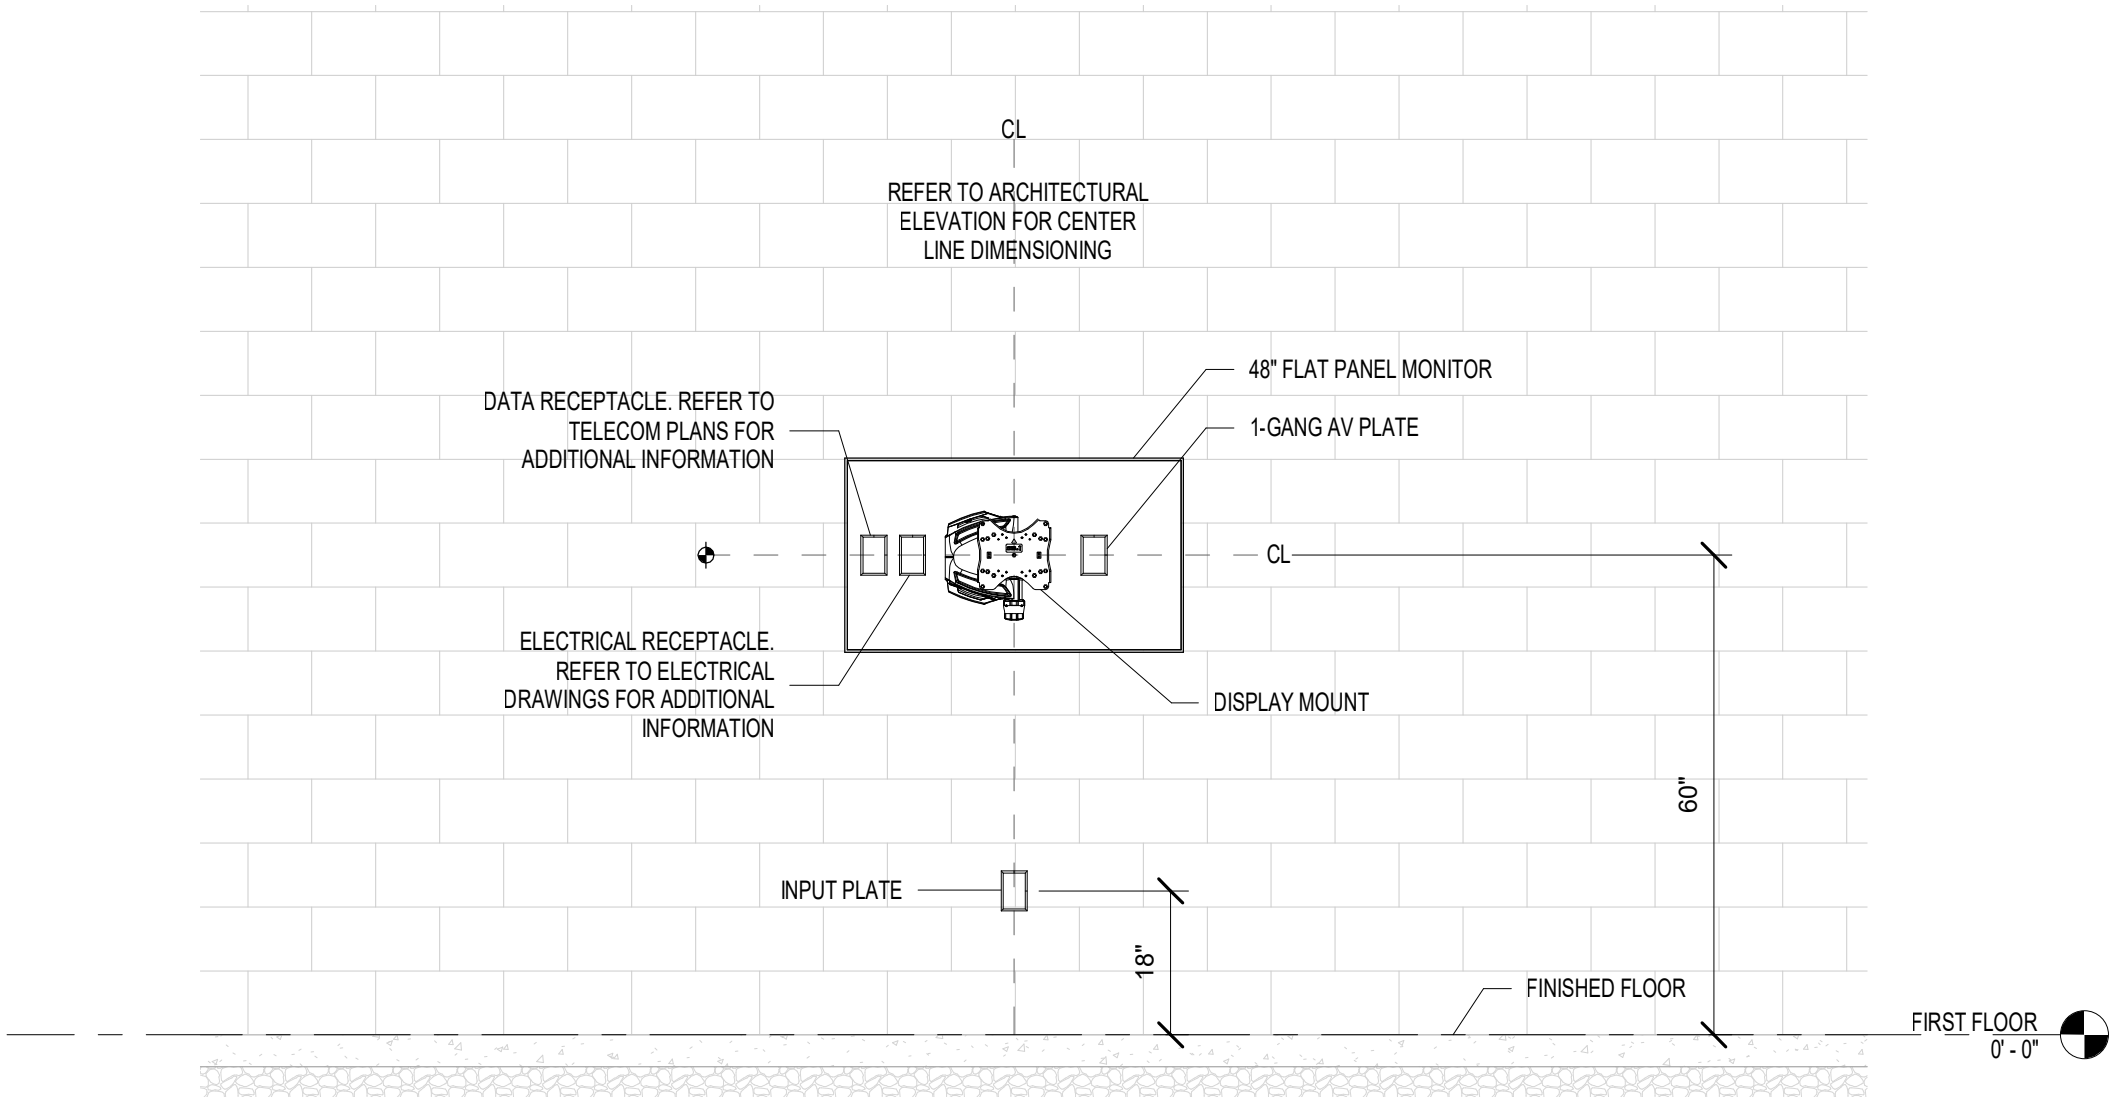 CL
REFER TO ARCHITECTURAL
ELEVATION FOR CENTER
LINE DIMENSIONING
48" FLAT PANEL MONITOR
DATA RECEPTACLE. REFER TO
TELECOM PLANS FOR
ADDITIONAL INFORMATION
1-GANG AV PLATE
CL
ELECTRICAL RECEPTACLE.
REFER TO ELECTRICAL
DRAWINGS FOR ADDITIONAL
INFORMATION
DISPLAY MOUNT
60"
INPUT PLATE
18"
FINISHED FLOOR
FIRST FLOOR
0' - 0"